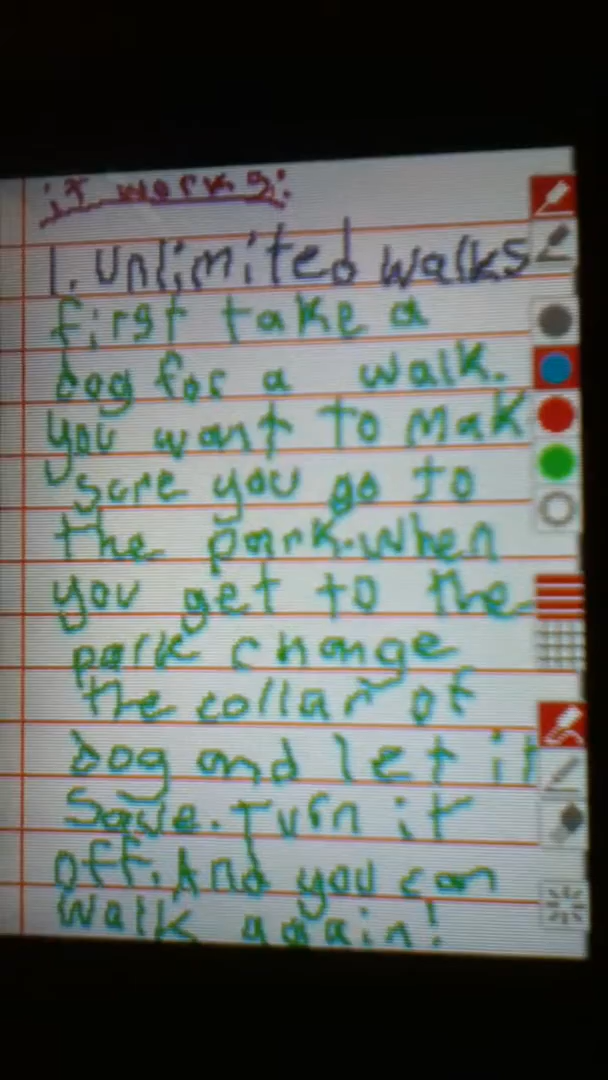 it works:
1. Unlimited walks
first take a
dog for a walk.
you want to mak
sure you go to
the park. When
you get to the
park change
the collar of
dog and let it
Save. Turn it
off. And you can
walk again!